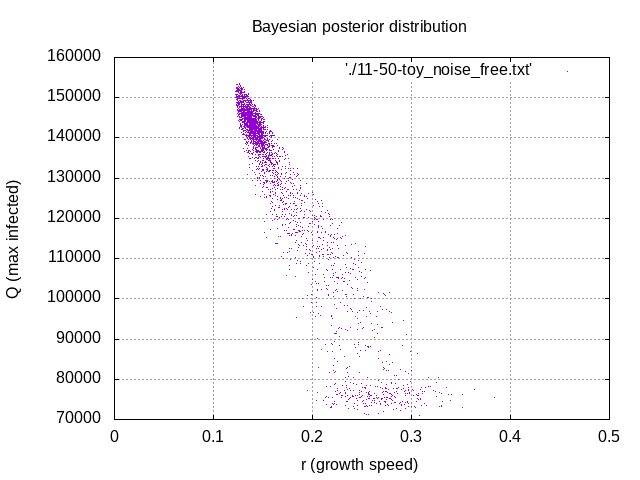 Bayesian posterior distribution
'./11-50-toy_noise_free.txt'
Q (max infected)
160000
150000
140000
130000
120000
110000
100000
90000
80000
70000
0 0.1 0.2 0.3 0.4 0.5
r (growth speed)